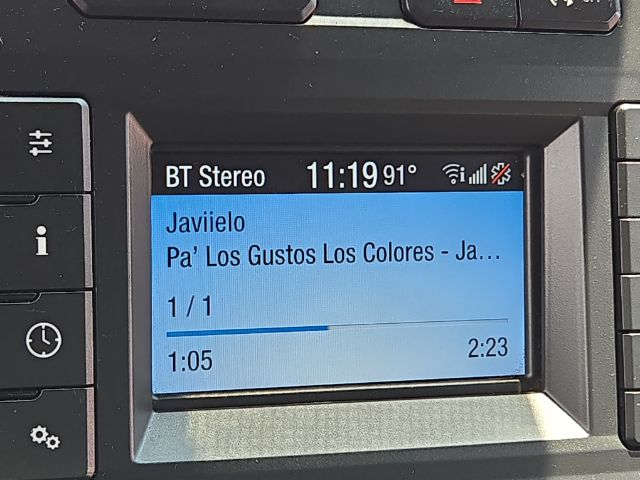 BT Stereo 11:19 91°
Javiielo
Pa' Los Gustos Los Colores - Ja...
1 / 1
1:05 2:23